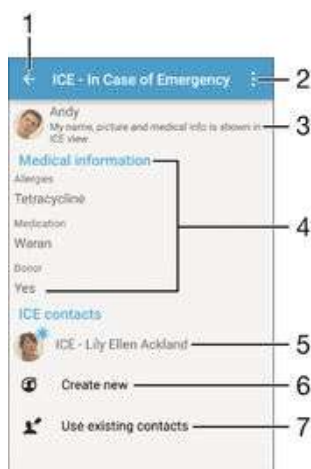 1
ICE - In Case of Emergency
2
Andy
My name, picture and medical info is shown in
ICE view
3
Medical information
Allergies
Tetracycline
Medication
Waran
4
Donor
Yes
ICE contacts
ICE - Lily Ellen Ackland
5
Create new
6
Use existing contacts
7